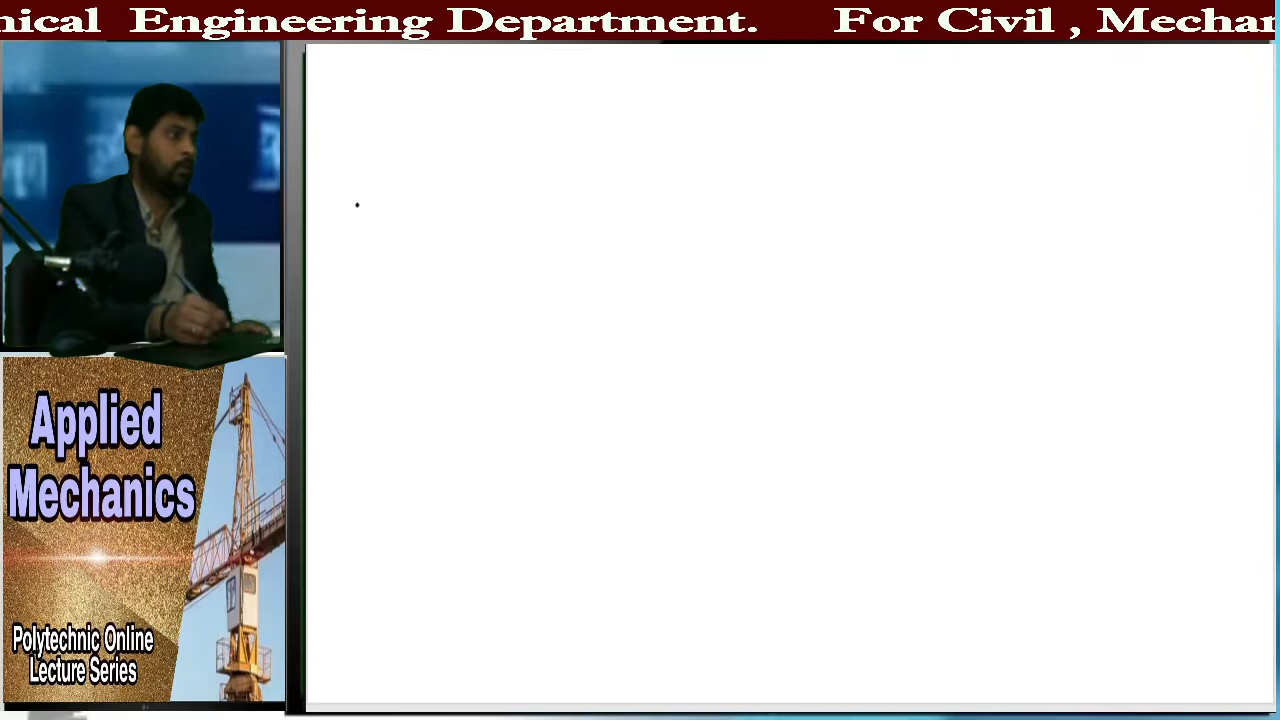 nical Engineering Department. For Civil , Mechan
Applied
Mechanics
Polytechnic Online
Lecture Series